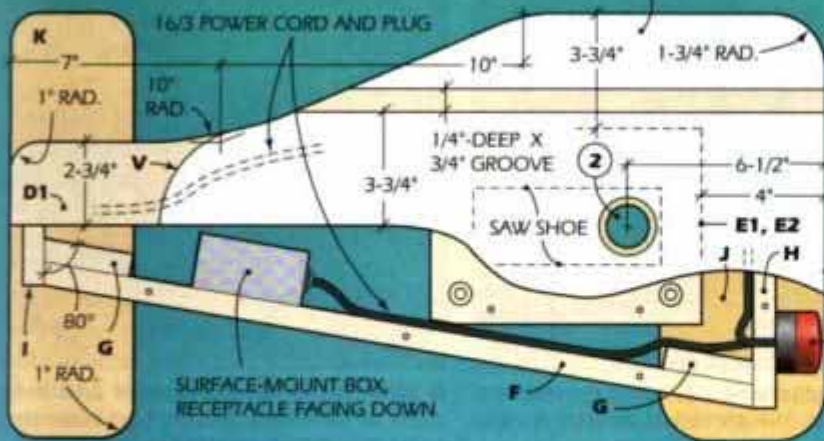 K
16/3 POWER CORD AND PLUG
7"
10"
3-3/4"
1-3/4" RAD.
1" RAD.
10"
RAD.
2-3/4"
V
D1
3-3/4"
1/4"-DEEP X
3/4" GROOVE
2
6-1/2"
4"
SAW SHOE
E1, E2
J
H
80°
I
G
1" RAD.
SURFACE-MOUNT BOX,
RECEPTACLE FACING DOWN
F
G